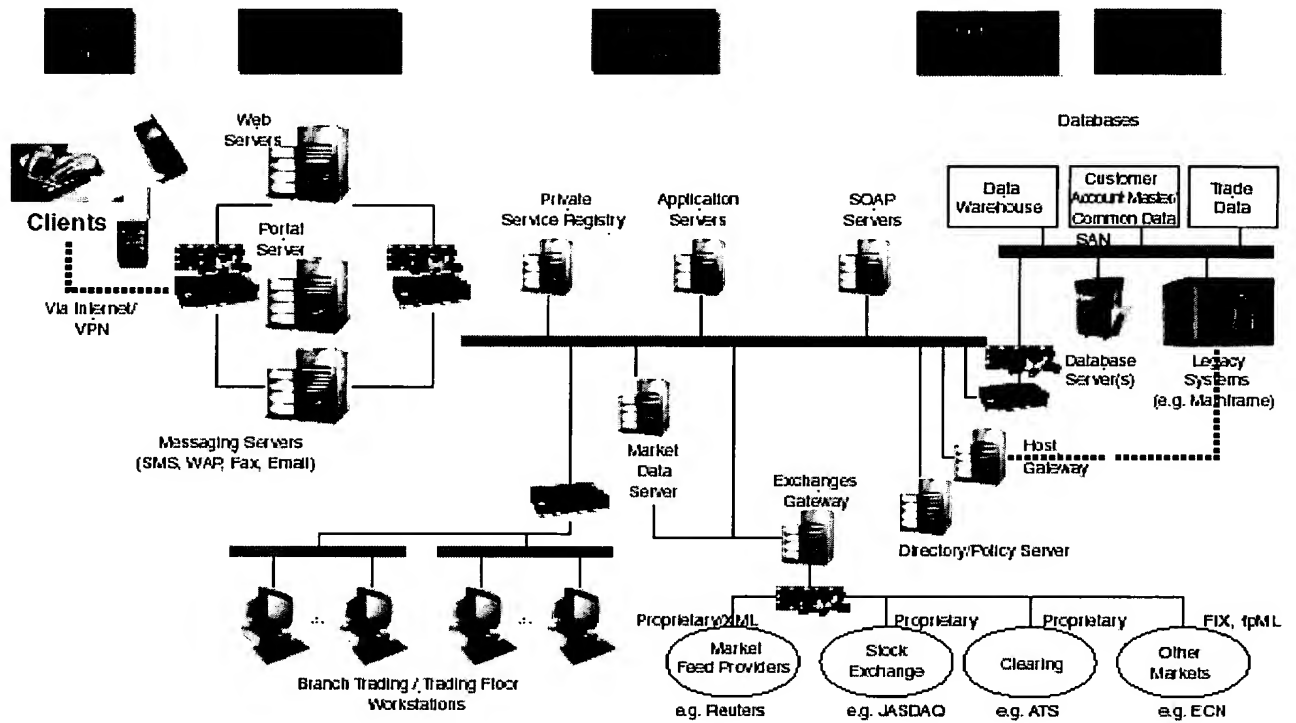 Web
Servers
Clients
Via Internet/
VPN
Portal
Server
Messaging Servers
(SMS, WAP, Fax, Email)
Private
Service Registry
Application
Servers
SOAP
Servers
Databases
Data
Warehouse
Customer
Account Master/
Common Data
Trade
Data
SAN
Database
Server(s)
Legacy
Systems
(e.g. Mainframe)
Market
Data
Server
Exchanges
Gateway
Host
Gateway
Directory/Policy Server
Branch Trading / Trading Floor
Workstations
Proprietary/XML
Proprietary
Proprietary
FIX, fpML
Market
Feed Providers
Stock
Exchange
Clearing
Other
Markets
e.g. Reuters
e.g. JASDAQ
e.g. ATS
e.g. ECN